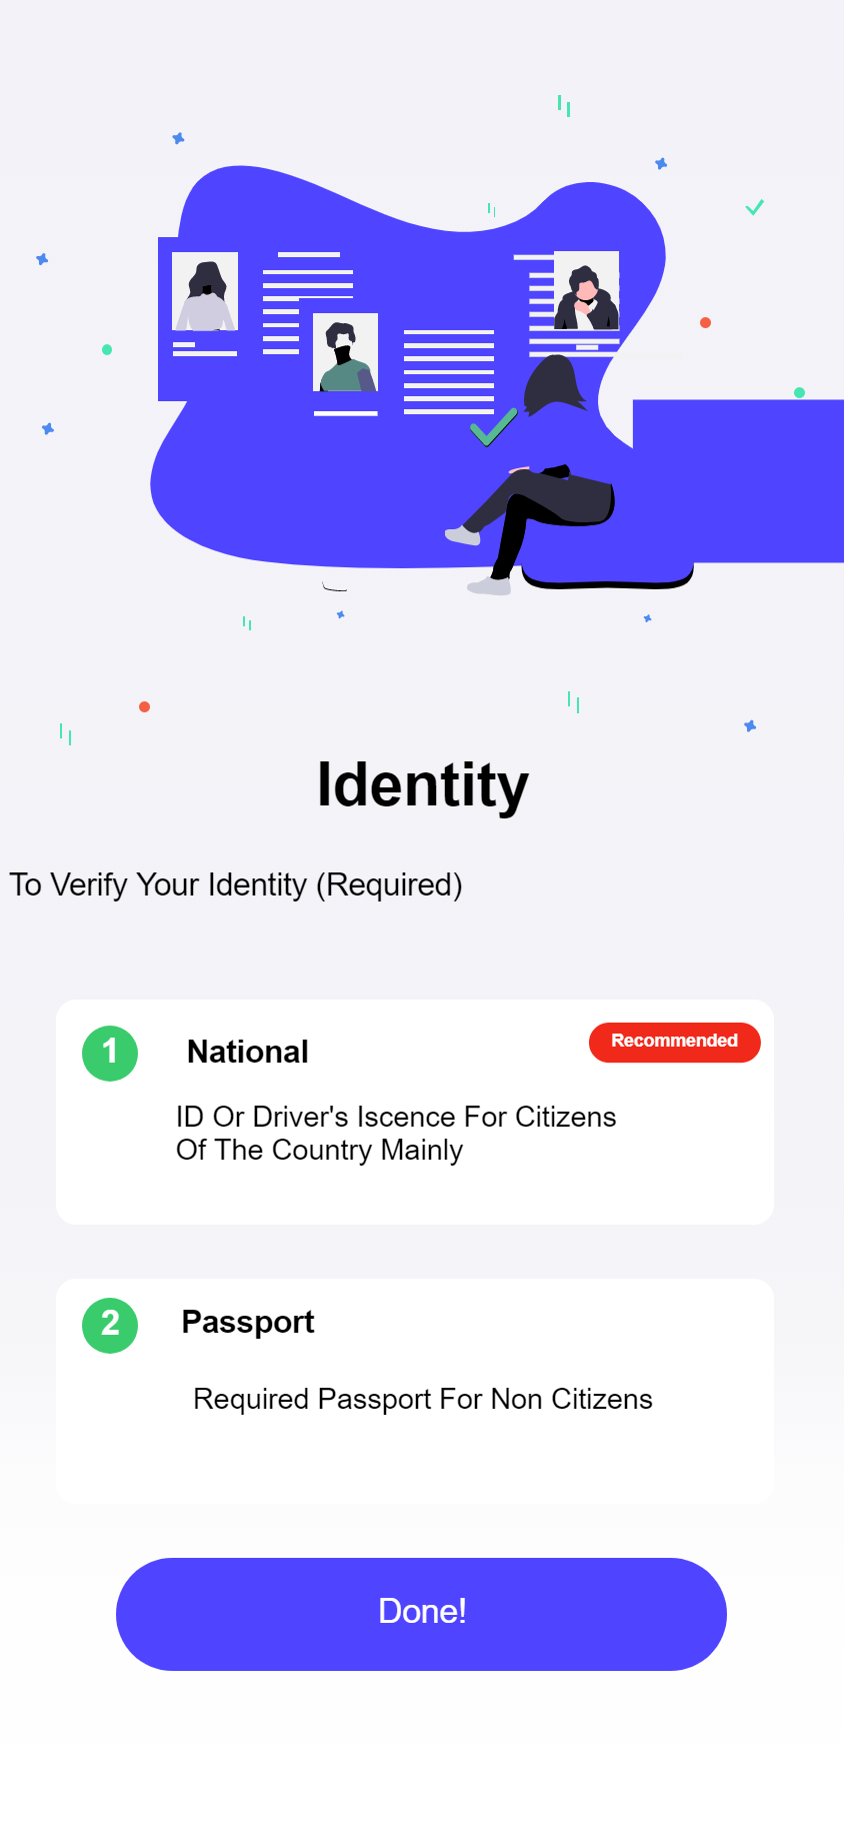 Identity
To Verify Your Identity (Required)
1
National
Recommended
ID Or Driver's Iscence For Citizens
Of The Country Mainly
2
Passport
Required Passport For Non Citizens
Done!